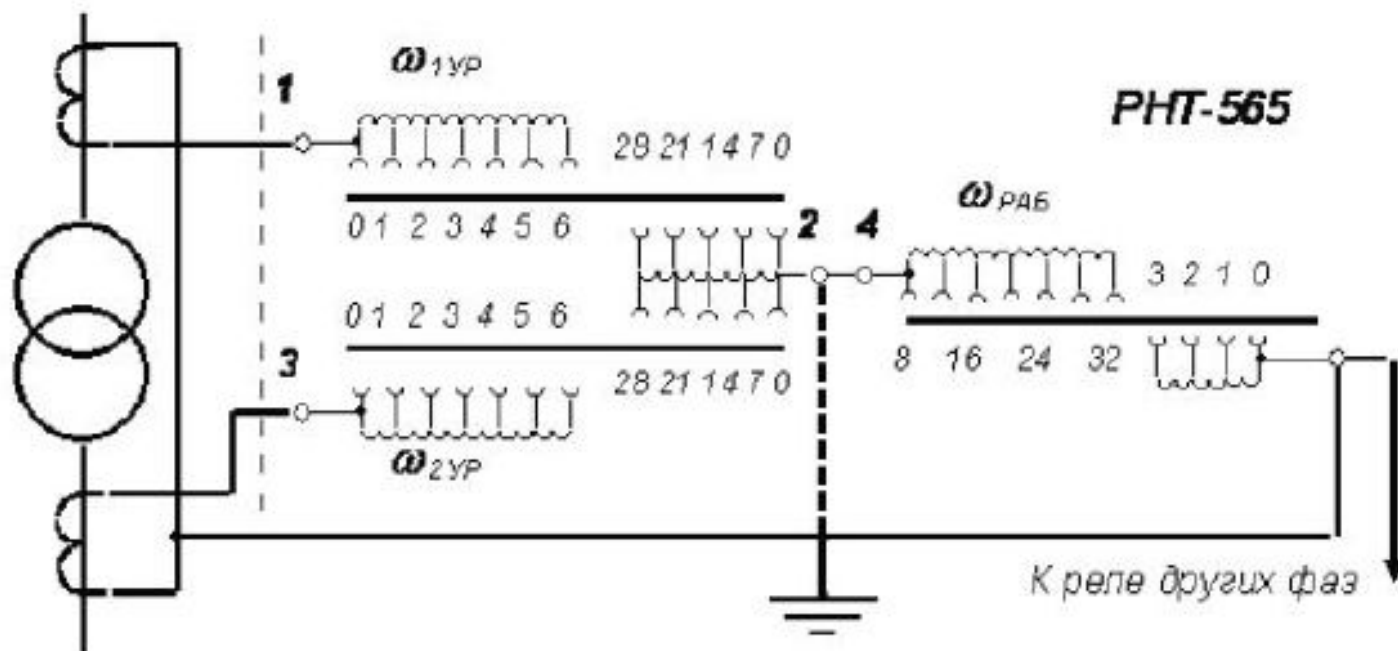 ω1УР
1
РНТ-565
28 21 14 7 0
ωРАБ
0 1 2 3 4 5 6
2 4
3 2 1 0
0 1 2 3 4 5 6
8 16 24 32
3
28 21 14 7 0
ω2УР
К реле других фаз